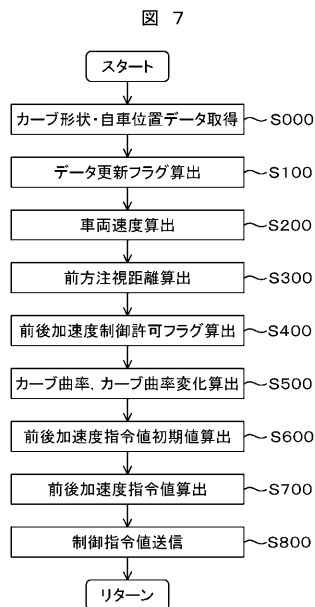 図 7
スタート
カーブ形状・自車位置データ取得 S000
データ更新フラグ算出 S100
車両速度算出 S200
前方注視距離算出 S300
前後加速度制御許可フラグ算出 S400
カーブ曲率, カーブ曲率変化算出 S500
前後加速度指令値初期値算出 S600
前後加速度指令値算出 S700
制御指令値送信 S800
リターン